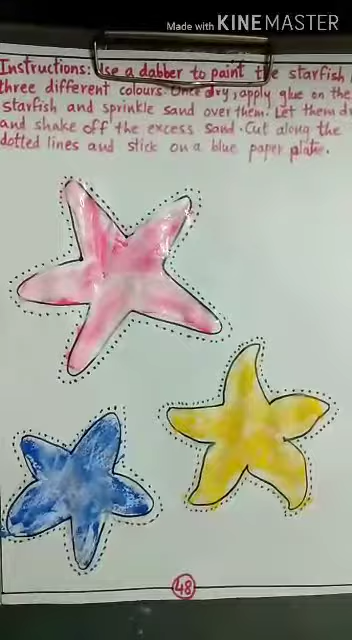 Made with KINEMASTER
Instructions: Use a dabber to paint the starfish
three different colours. Once dry, apply glue on the
starfish and sprinkle sand over them. Let them
and shake off the excess sand. Cut along the
dotted lines and stick on a blue paper plate.
48